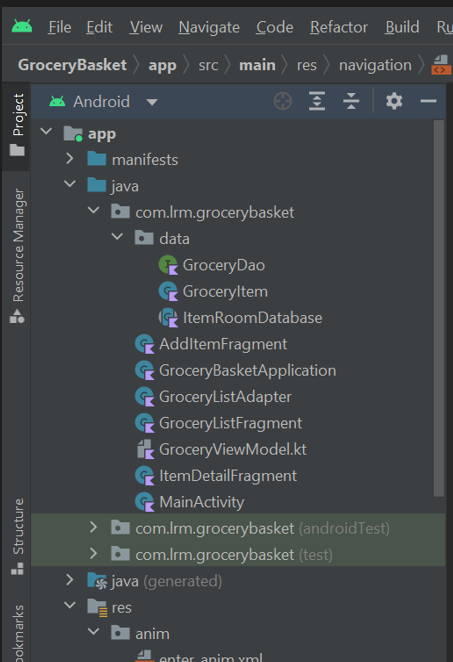 File Edit View Navigate Code Refactor Build Ru
GroceryBasket app src main res navigation
Project
Android
app
manifests
java
com.lrm.grocerybasket
data
GroceryDao
GroceryItem
ItemRoomDatabase
AddItemFragment
GroceryBasketApplication
GroceryListAdapter
GroceryListFragment
GroceryViewModel.kt
ItemDetailFragment
MainActivity
com.lrm.grocerybasket (androidTest)
com.lrm.grocerybasket (test)
java (generated)
res
anim
enter_anim.xml
Resource Manager
Structure
ookmarks